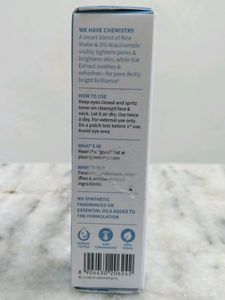 WE HAVE CHEMISTRY
A smart blend of Rice
Water & 3% Niacinamide
visibly tightens pores &
brightens skin, while Oat
Extract soothes &
refreshes - for pore fectly
bright brilliance!
HOW TO USE
Keep eyes closed and spritz
toner on cleansed face &
neck. Let it air dry. Use twice
a day. For external use only.
Do a patch test before 1st use.
Avoid eye area.
WHAT'S IN
Read the "good" list at
WHAT'S
ingredients
NO SYNTHETIC
FRAGRANCES OR
ESSENTIAL OILS ADDED TO
THE FORMULATION
8 904330 204242